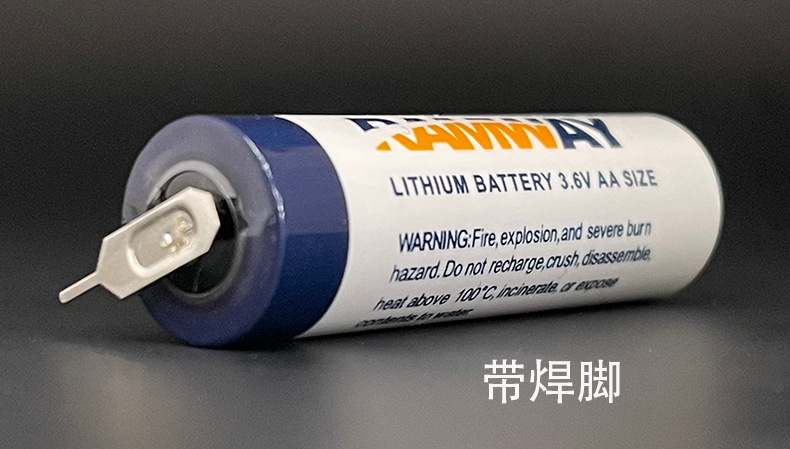 RAMWAY
LITHIUM BATTERY 3.6V AA SIZE
WARNING:Fire,explosion,and severe burn
hazard.Do not recharge,crush,disassemble,
heat above 100°C,incinerate,or expose
contents to water.
带焊脚